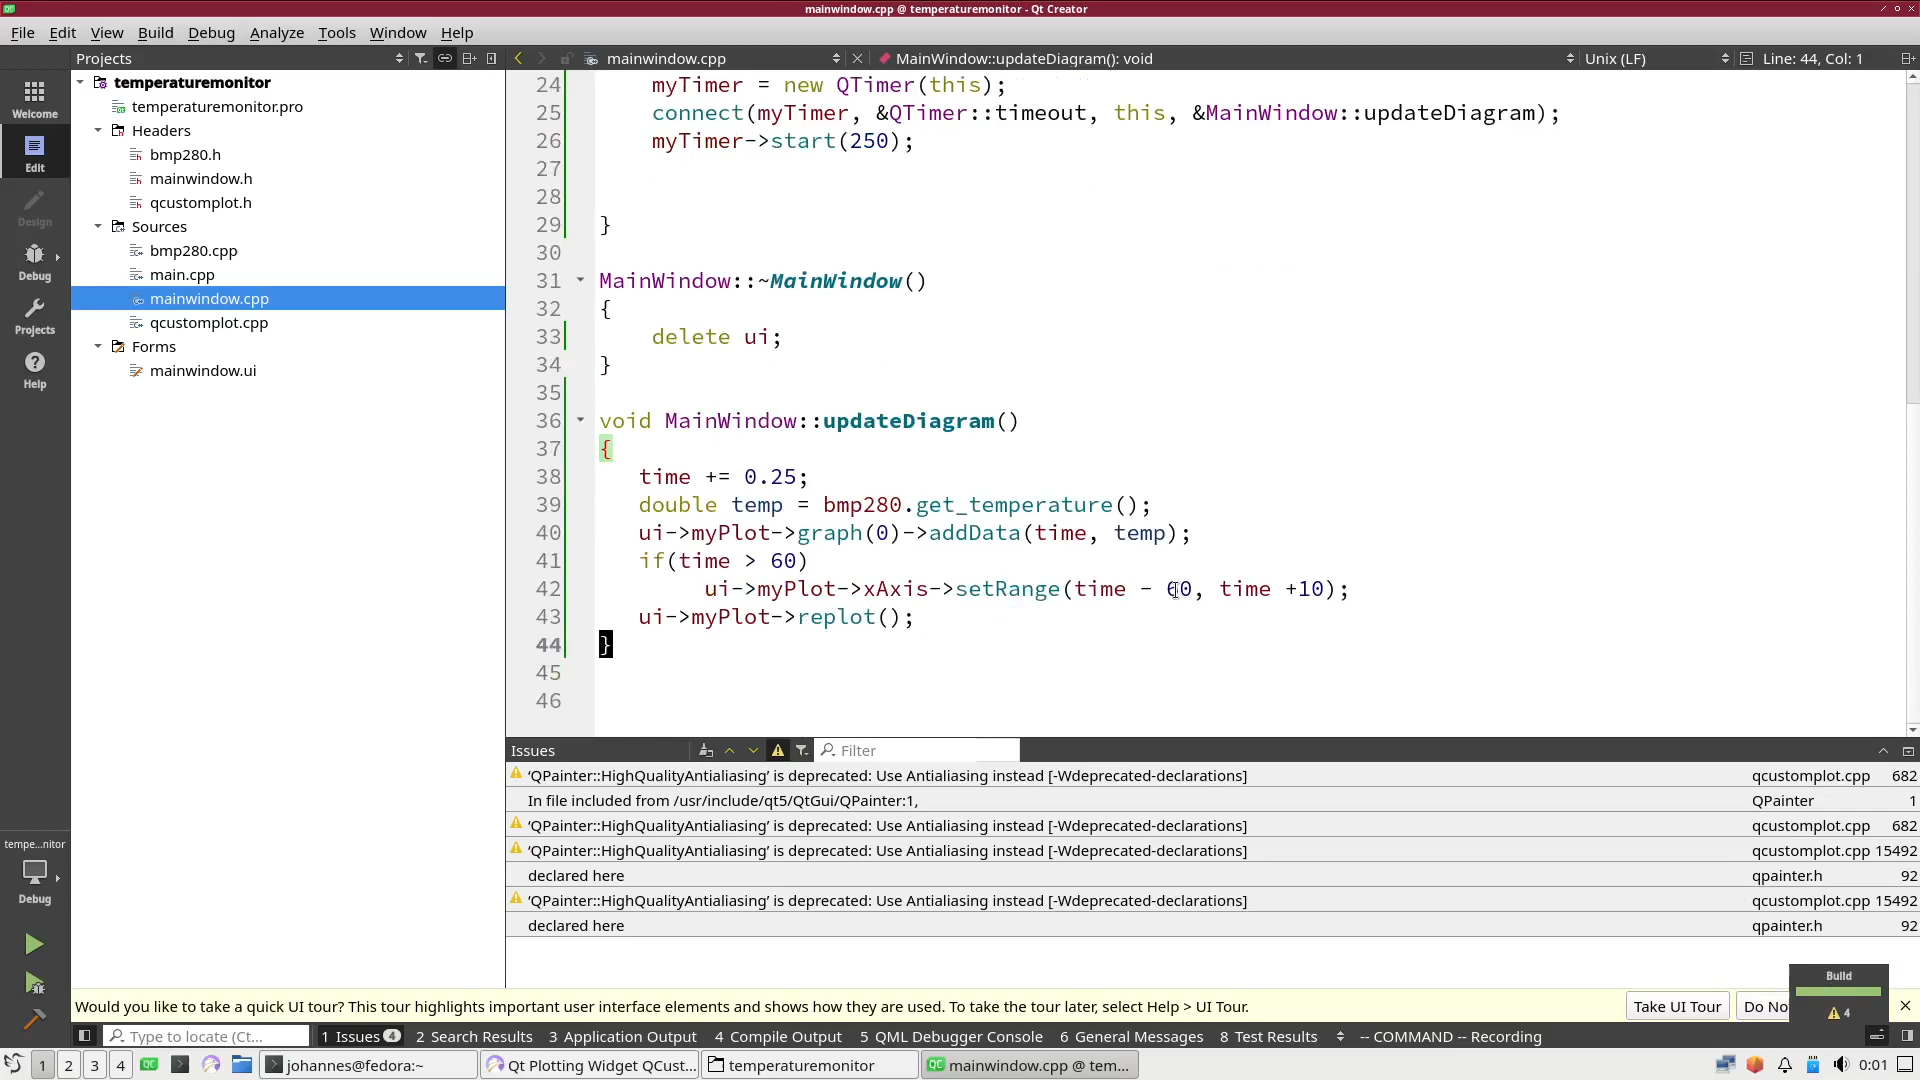 mainwindow.cpp @ temperaturemonitor - Qt Creator
File Edit View Build Debug Analyze Tools Window Help
Projects mainwindow.cpp MainWindow::updateDiagram(): void Unix (LF) Line: 44, Col: 1
Welcome
Edit
Design
Debug
Projects
Help
tempe...nitor
Debug
temperaturemonitor
temperaturemonitor.pro
Headers
bmp280.h
mainwindow.h
qcustomplot.h
Sources
bmp280.cpp
main.cpp
mainwindow.cpp
qcustomplot.cpp
Forms
mainwindow.ui
24 myTimer = new QTimer(this);
25 connect(myTimer, &QTimer::timeout, this, &MainWindow::updateDiagram);
26 myTimer->start(250);
27
28
29 }
30
31 MainWindow::~MainWindow()
32 {
33 delete ui;
34 }
35
36 void MainWindow::updateDiagram()
37 {
38 time += 0.25;
39 double temp = bmp280.get_temperature();
40 ui->myPlot->graph(0)->addData(time, temp);
41 if(time > 60)
42 ui->myPlot->xAxis->setRange(time - 60, time +10);
43 ui->myPlot->replot();
44 }
45
46
Issues Filter
‘QPainter::HighQualityAntialiasing’ is deprecated: Use Antialiasing instead [-Wdeprecated-declarations] qcustomplot.cpp 682
In file included from /usr/include/qt5/QtGui/QPainter:1, QPainter 1
‘QPainter::HighQualityAntialiasing’ is deprecated: Use Antialiasing instead [-Wdeprecated-declarations] qcustomplot.cpp 682
‘QPainter::HighQualityAntialiasing’ is deprecated: Use Antialiasing instead [-Wdeprecated-declarations] qcustomplot.cpp 15492
declared here qpainter.h 92
‘QPainter::HighQualityAntialiasing’ is deprecated: Use Antialiasing instead [-Wdeprecated-declarations] qcustomplot.cpp 15492
declared here qpainter.h 92
Build
4
Would you like to take a quick UI tour? This tour highlights important user interface elements and shows how they are used. To take the tour later, select Help > UI Tour. Take UI Tour Do No
Type to locate (Ct... 1 Issues 4 2 Search Results 3 Application Output 4 Compile Output 5 QML Debugger Console 6 General Messages 8 Test Results -- COMMAND -- Recording
1 2 3 4 johannes@fedora:~ Qt Plotting Widget QCust... temperaturemonitor mainwindow.cpp @ tem... 0:01